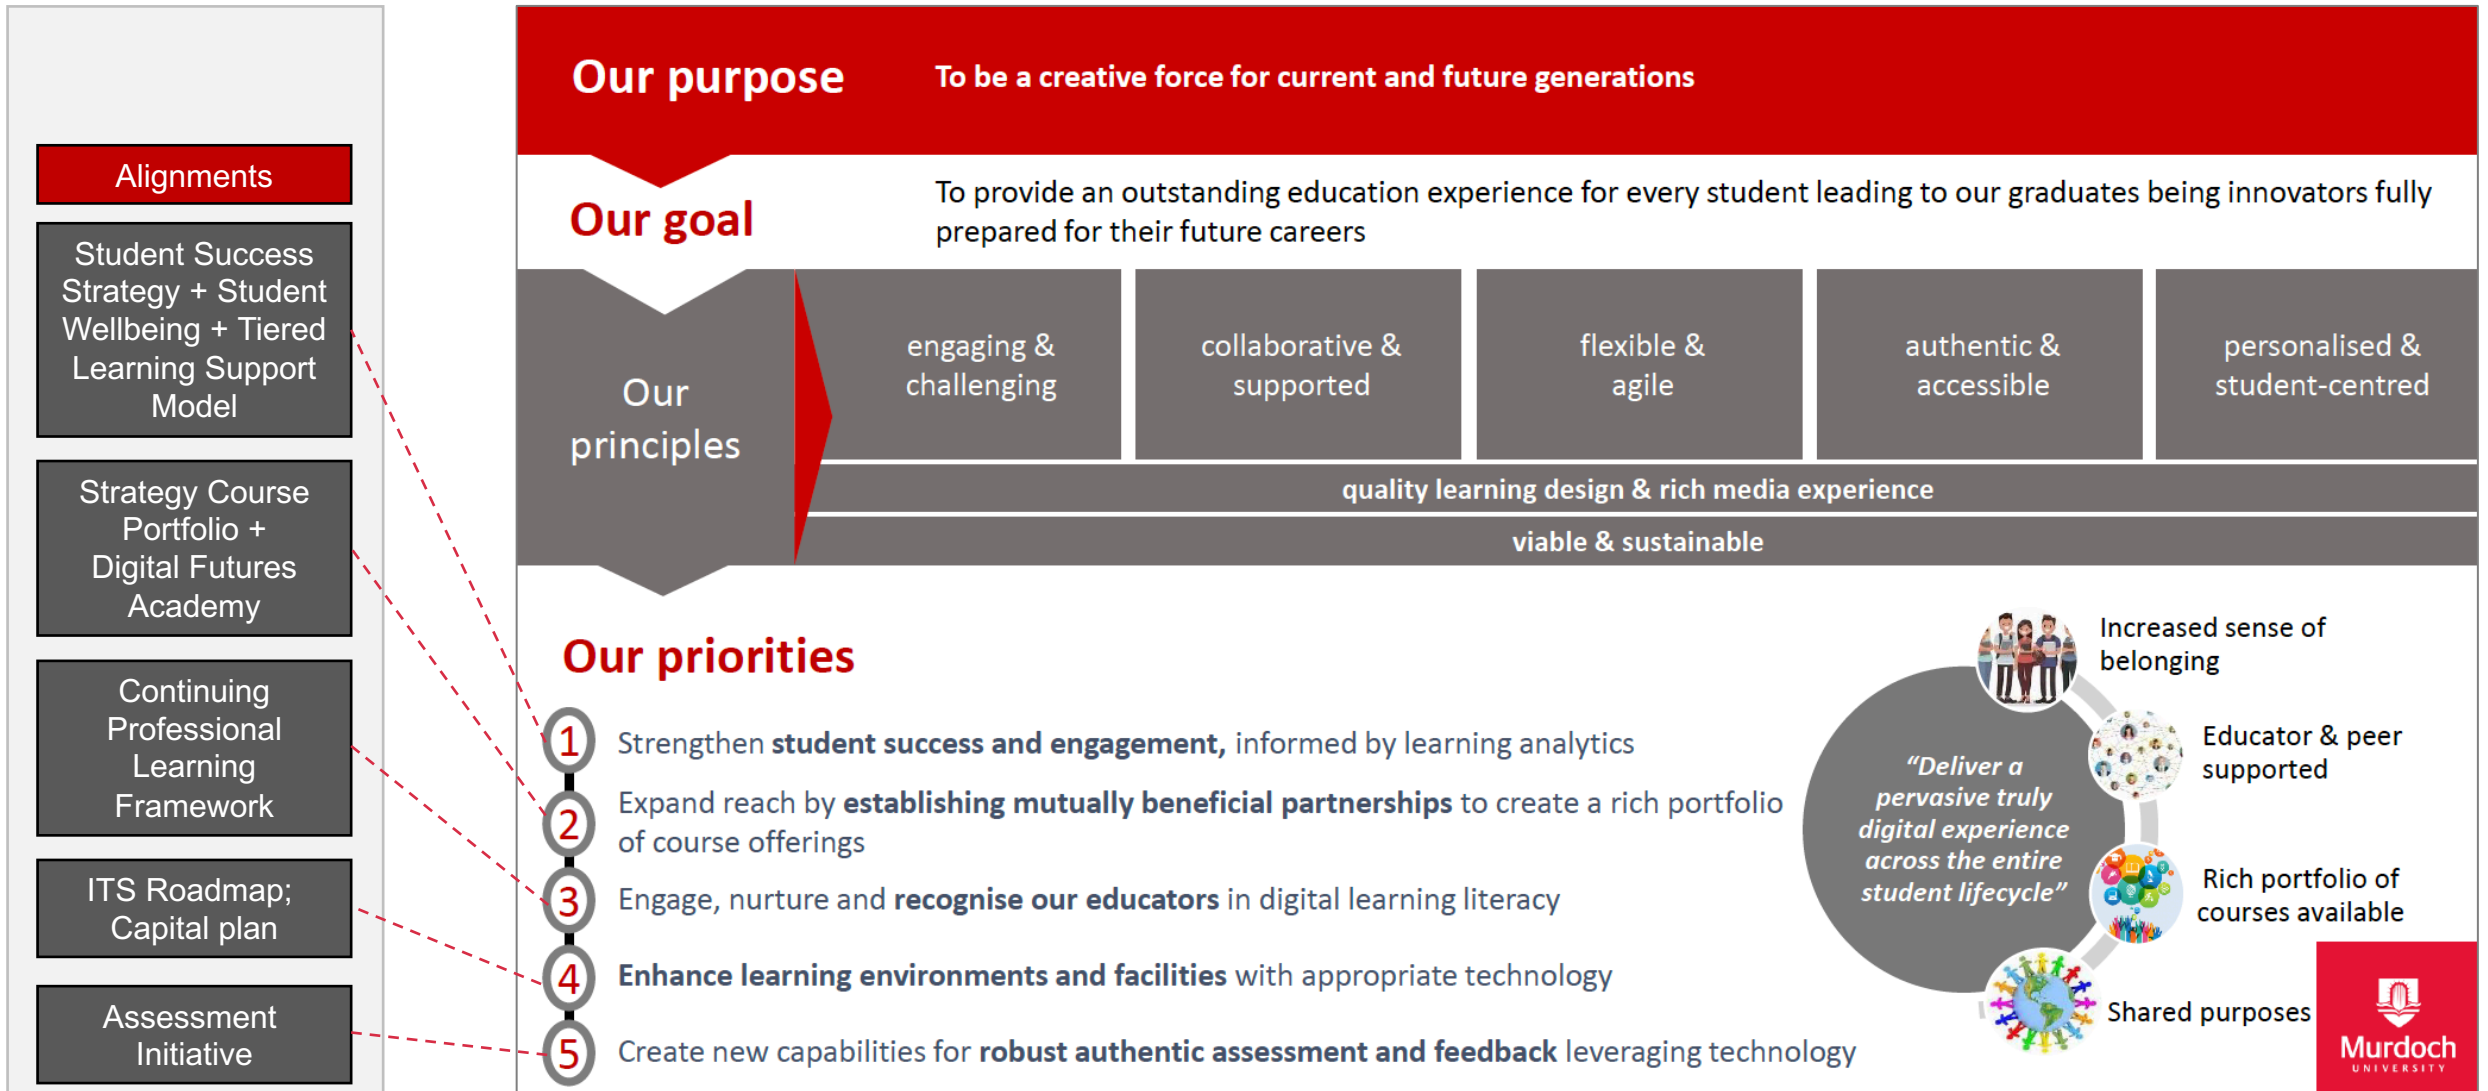 Alignments
Student Success
Strategy + Student
Wellbeing + Tiered
Learning Support
Model
Strategy Course
Portfolio +
Digital Futures
Academy
Continuing
Professional
Learning
Framework
ITS Roadmap;
Capital plan
Assessment
Initiative
Our purpose
To be a creative force for current and future generations
Our goal
To provide an outstanding education experience for every student leading to our graduates being innovators fully
prepared for their future careers
Our
principles
engaging &
challenging
collaborative &
supported
flexible &
agile
authentic &
accessible
personalised &
student-centred
quality learning design & rich media experience
viable & sustainable
Our priorities
1 Strengthen student success and engagement, informed by learning analytics
2 Expand reach by establishing mutually beneficial partnerships to create a rich portfolio
of course offerings
3 Engage, nurture and recognise our educators in digital learning literacy
4 Enhance learning environments and facilities with appropriate technology
5 Create new capabilities for robust authentic assessment and feedback leveraging technology
“Deliver a
pervasive truly
digital experience
across the entire
student lifecycle”
Increased sense of
belonging
Educator & peer
supported
Rich portfolio of
courses available
Shared purposes
Murdoch
UNIVERSITY